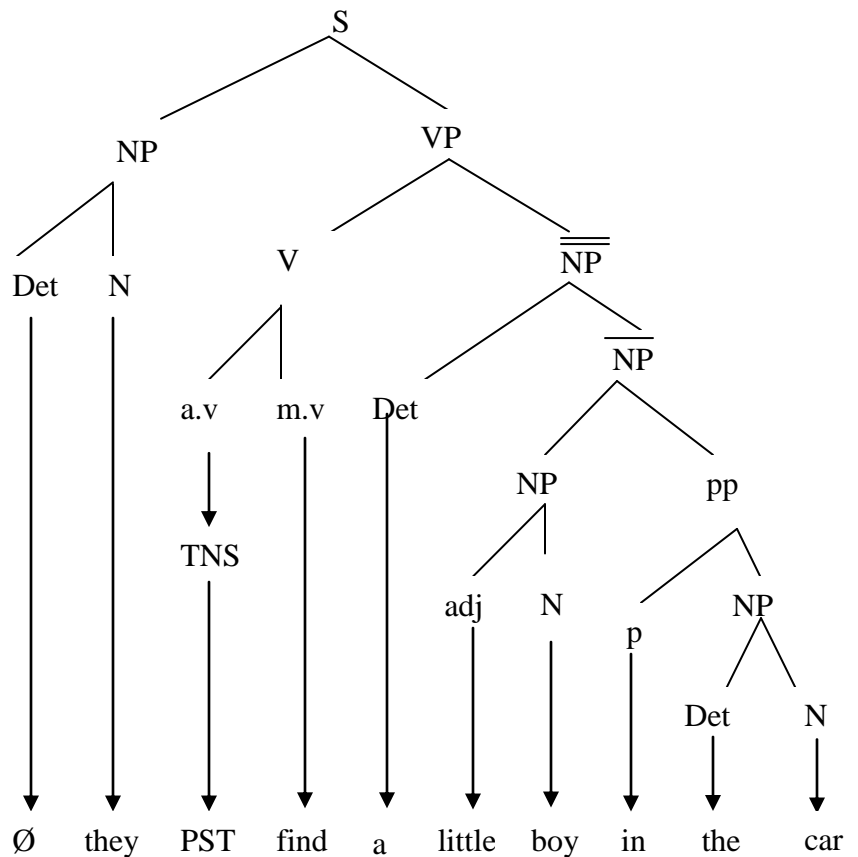 S
NP VP
V NP
Det N
NP
a.v m.v Det
NP pp
TNS
adj N p NP
Det N
Ø they PST find a little boy in the car